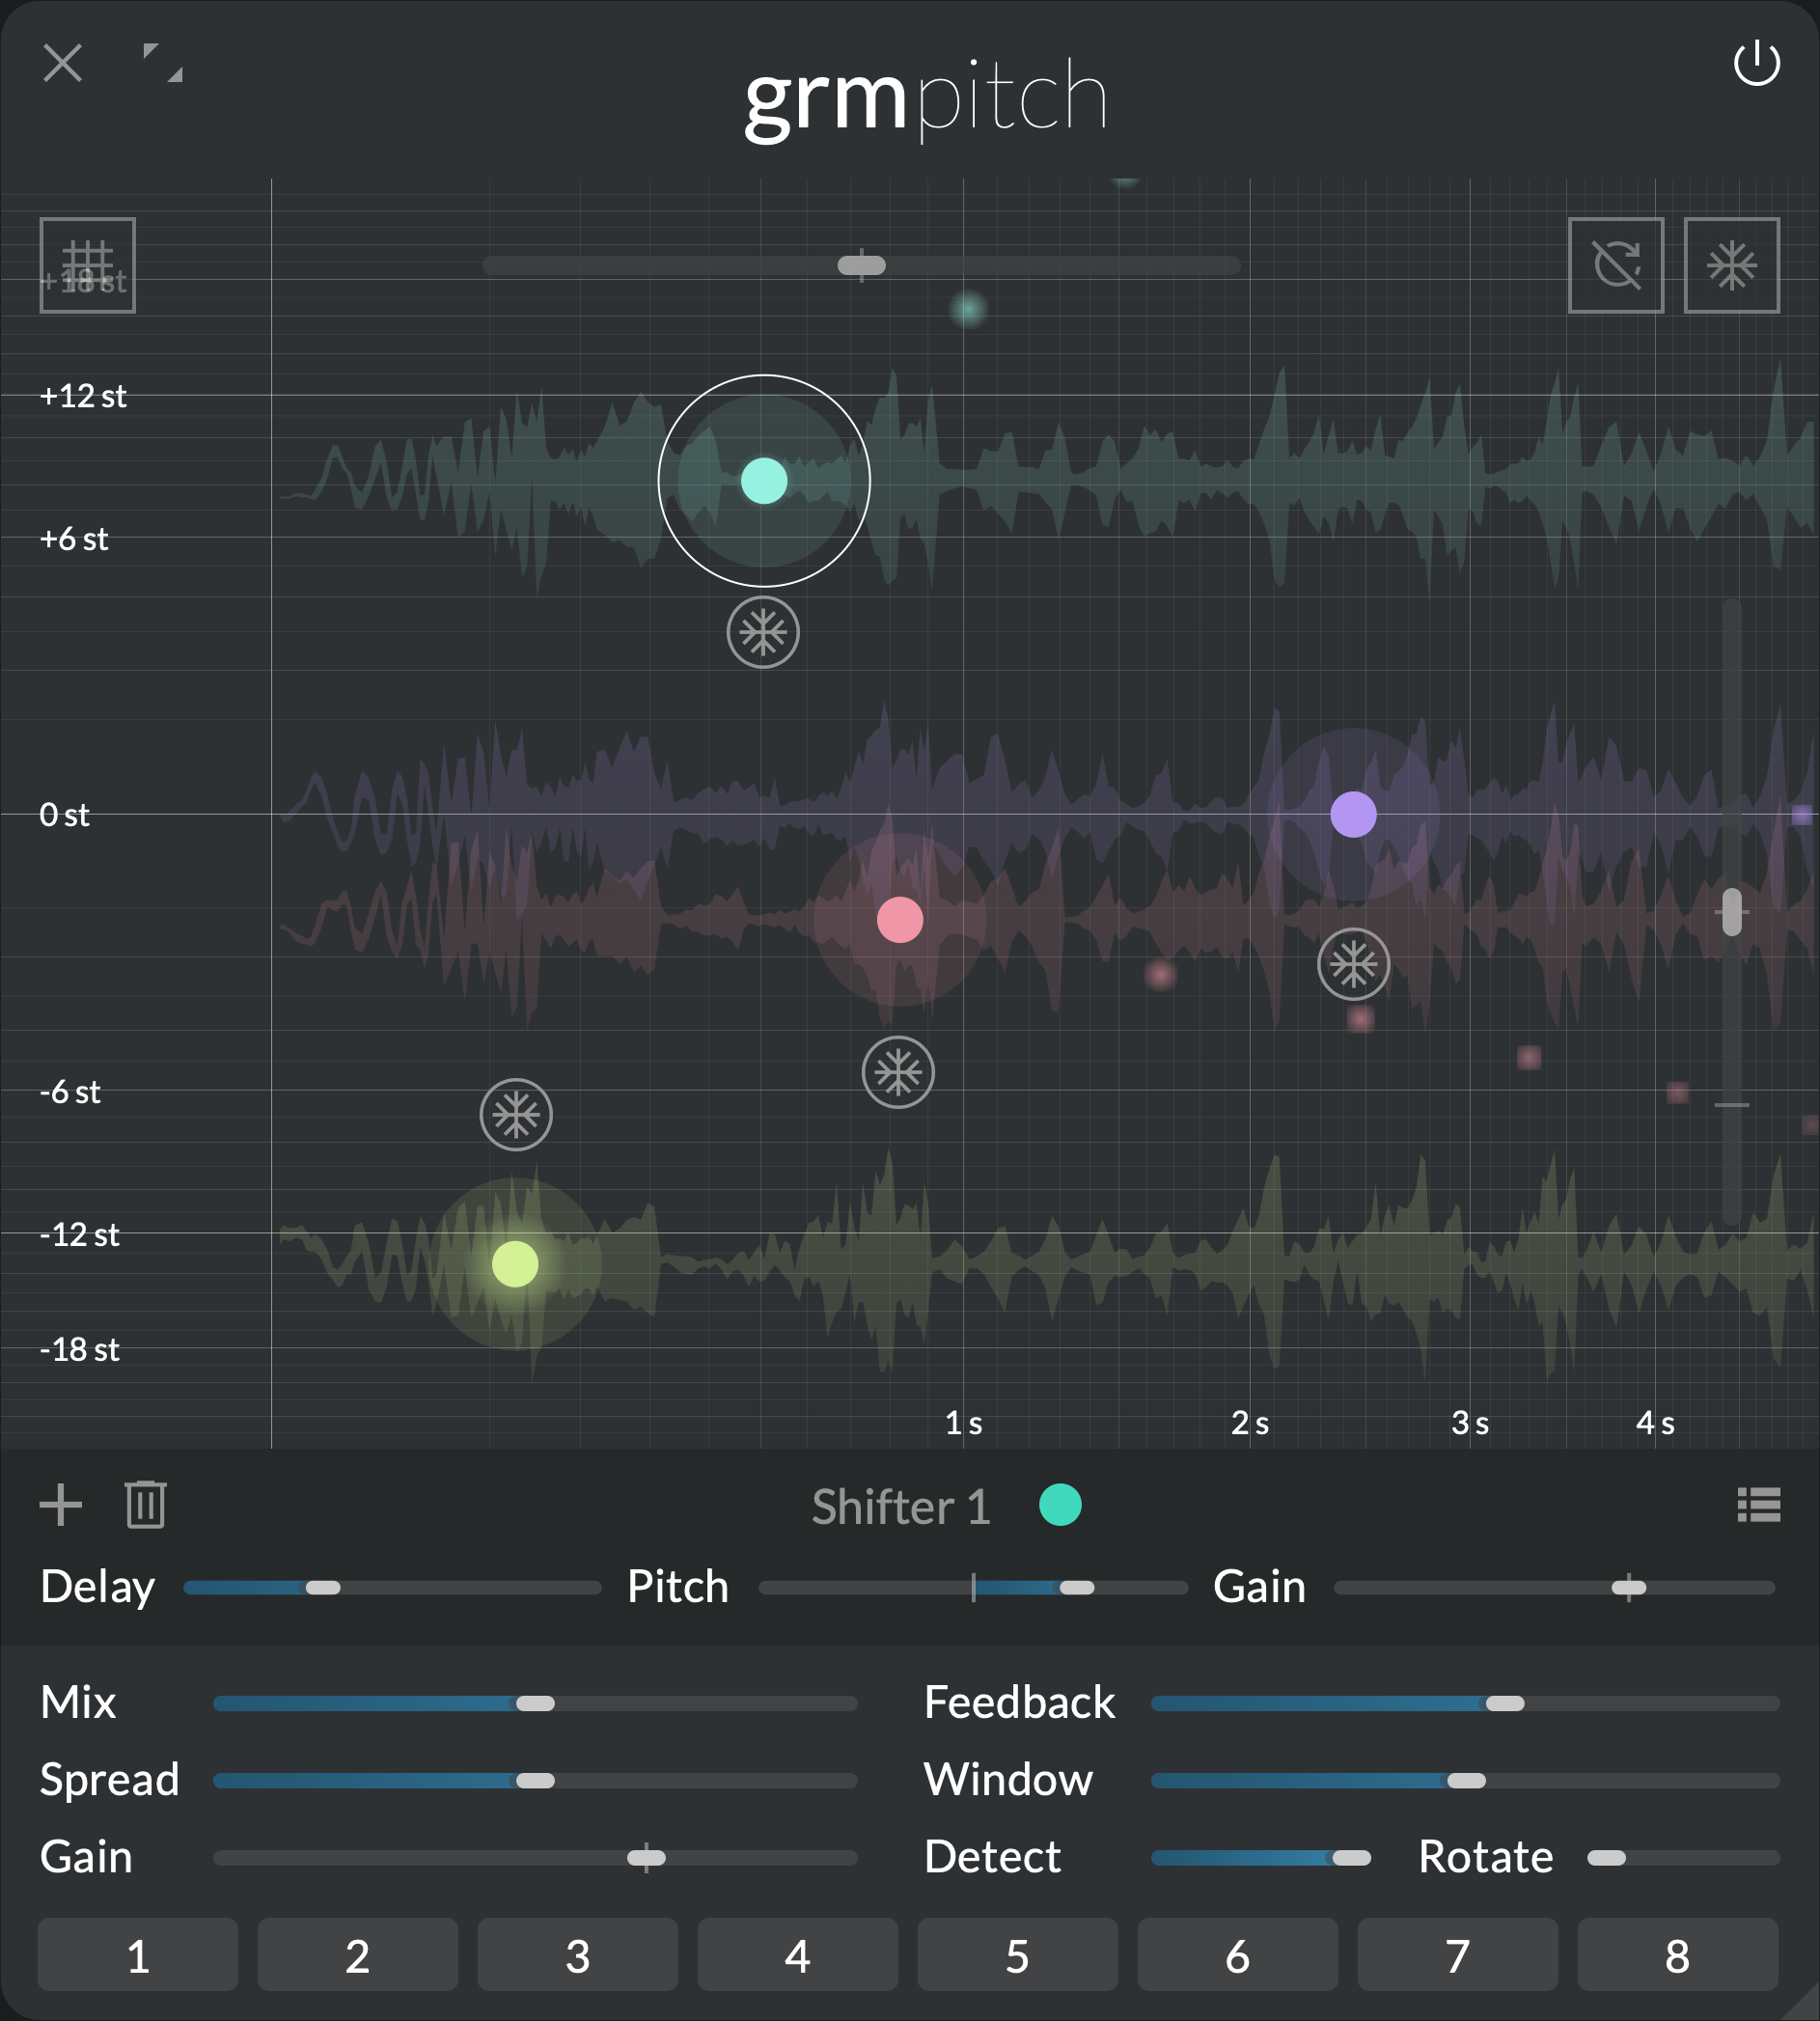 grmpitch
+18 st
+12 st
+6 st
0 st
-6 st
-12 st
-18 st
1 s 2 s 3 s 4 s
Shifter 1
Delay Pitch Gain
Mix Feedback
Spread Window
Gain Detect Rotate
1 2 3 4 5 6 7 8